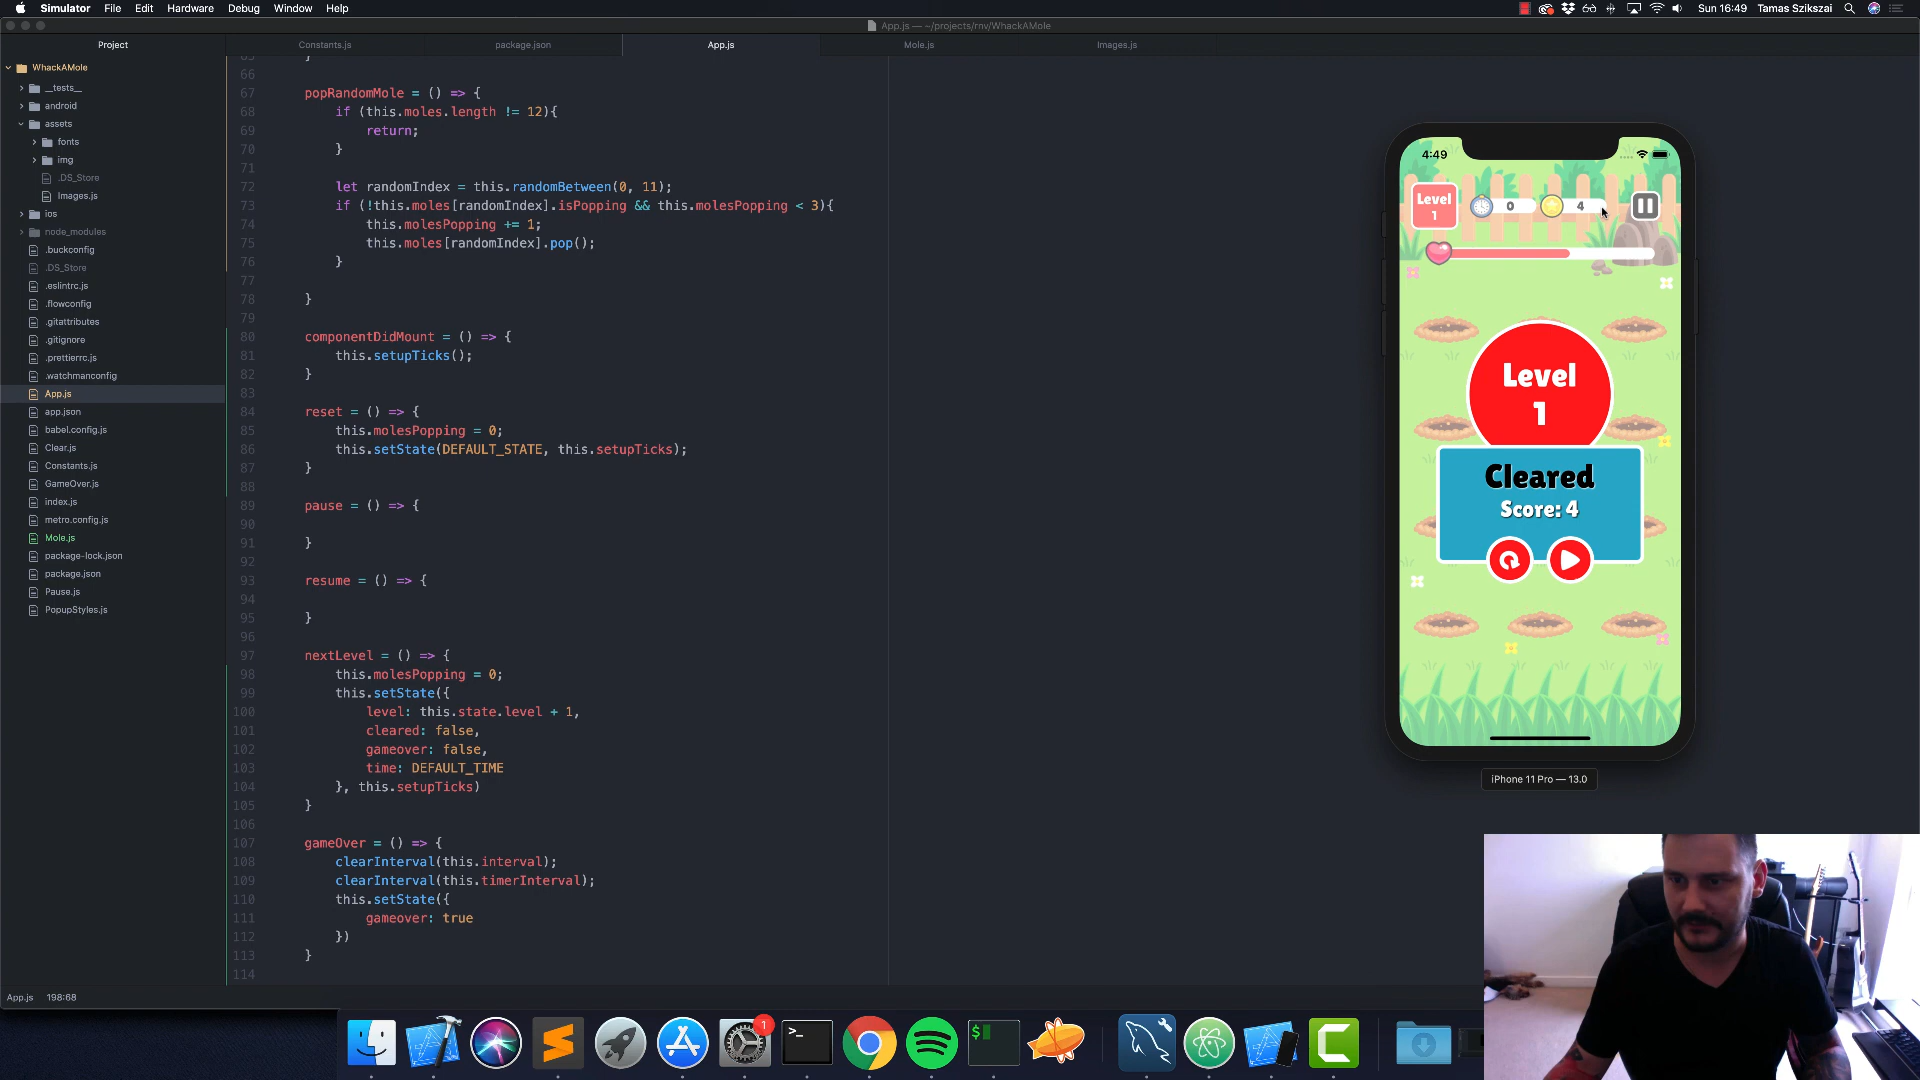 Simulator File Edit Hardware Debug Window Help
Sun 16:49 Tamas Szikszai
App.js — ~/projects/rnv/WhackAMole
Project
Constants.js package.json App.js Mole.js Images.js
WhackAMole
__tests__
android
assets
fonts
img
.DS_Store
Images.js
ios
node_modules
.buckconfig
.DS_Store
.eslintrc.js
.flowconfig
.gitattributes
.gitignore
.prettierrc.js
.watchmanconfig
App.js
app.json
babel.config.js
Clear.js
Constants.js
GameOver.js
index.js
metro.config.js
Mole.js
package-lock.json
package.json
Pause.js
PopupStyles.js
65 }
66
67 popRandomMole = () => {
68 if (this.moles.length != 12){
69 return;
70 }
71
72 let randomIndex = this.randomBetween(0, 11);
73 if (!this.moles[randomIndex].isPopping && this.molesPopping < 3){
74 this.molesPopping += 1;
75 this.moles[randomIndex].pop();
76 }
77
78 }
79
80 componentDidMount = () => {
81 this.setupTicks();
82 }
83
84 reset = () => {
85 this.molesPopping = 0;
86 this.setState(DEFAULT_STATE, this.setupTicks);
87 }
88
89 pause = () => {
90
91 }
92
93 resume = () => {
94
95 }
96
97 nextLevel = () => {
98 this.molesPopping = 0;
99 this.setState({
100 level: this.state.level + 1,
101 cleared: false,
102 gameover: false,
103 time: DEFAULT_TIME
104 }, this.setupTicks)
105 }
106
107 gameOver = () => {
108 clearInterval(this.interval);
109 clearInterval(this.timerInterval);
110 this.setState({
111 gameover: true
112 })
113 }
114
4:49
Level
1
0
4
Level
1
Cleared
Score: 4
iPhone 11 Pro — 13.0
App.js 198:68
1
>_
$